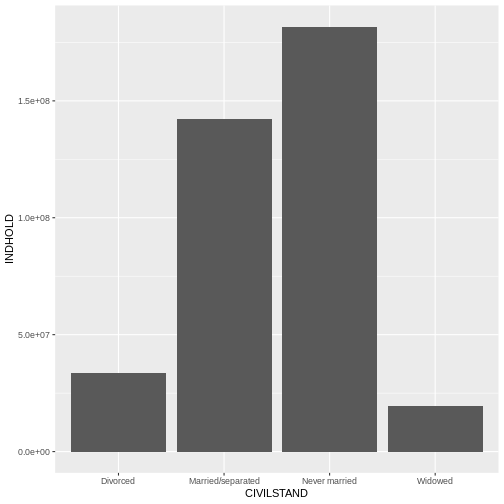 INDHOLD
1.5e+08
1.0e+08
5.0e+07
0.0e+00
Divorced Married/separated Never married Widowed
CIVILSTAND